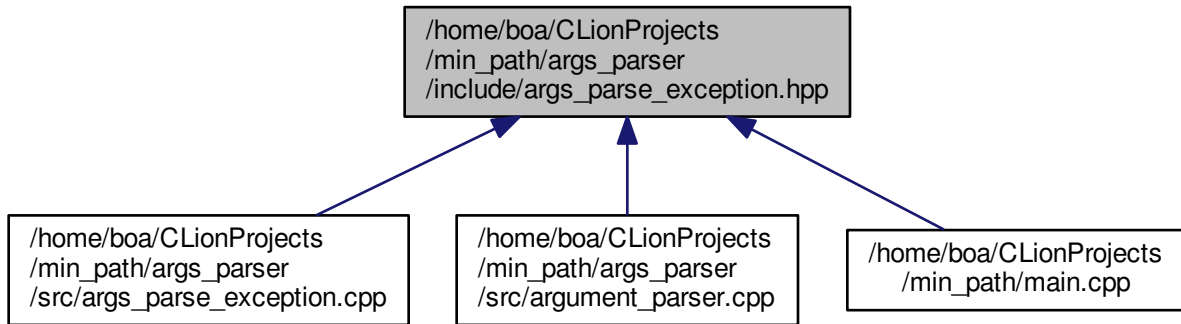 /home/boa/CLionProjects
/min_path/args_parser
/include/args_parse_exception.hpp
/home/boa/CLionProjects
/min_path/args_parser
/src/args_parse_exception.cpp
/home/boa/CLionProjects
/min_path/args_parser
/src/argument_parser.cpp
/home/boa/CLionProjects
/min_path/main.cpp